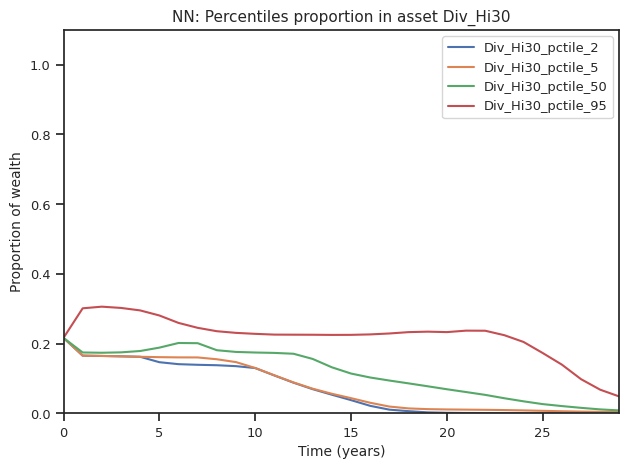 NN: Percentiles proportion in asset Div_Hi30
Div_Hi30_pctile_2
Div_Hi30_pctile_5
Div_Hi30_pctile_50
Div_Hi30_pctile_95
Proportion of wealth
1.0
0.8
0.6
0.4
0.2
0.0
0 5 10 15 20 25
Time (years)